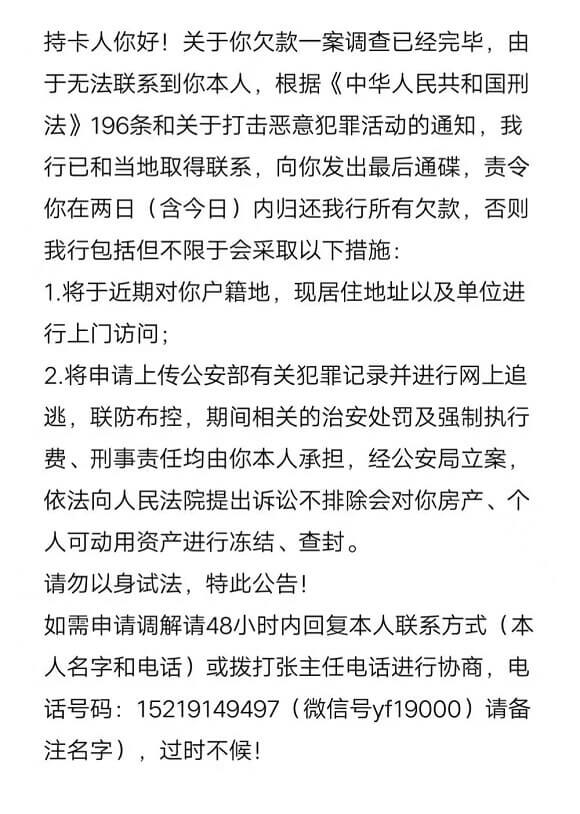 持卡人你好！关于你欠款一案调查已经完毕，由
于无法联系到你本人，根据《中华人民共和国刑
法》196条和关于打击恶意犯罪活动的通知，我
行已和当地取得联系，向你发出最后通碟，责令
你在两日（含今日）内归还我行所有欠款，否则
我行包括但不限于会采取以下措施：
1.将于近期对你户籍地，现居住地址以及单位进
行上门访问；
2.将申请上传公安部有关犯罪记录并进行网上追
逃，联防布控，期间相关的治安处罚及强制执行
费、刑事责任均由你本人承担，经公安局立案，
依法向人民法院提出诉讼不排除会对你房产、个
人可动用资产进行冻结、查封。
请勿以身试法，特此公告！
如需申请调解请48小时内回复本人联系方式（本
人名字和电话）或拨打张主任电话进行协商，电
话号码：15219149497（微信号yf19000）请备
注名字），过时不候！